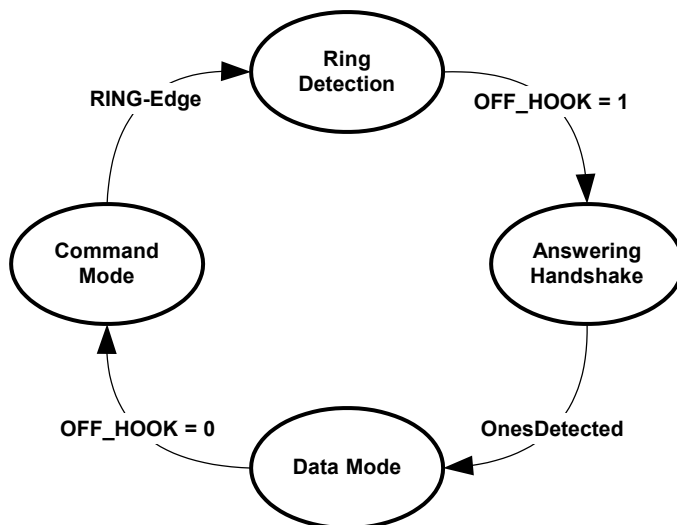 Ring
Detection
RING-Edge
OFF_HOOK = 1
Command
Mode
Answering
Handshake
OFF_HOOK = 0
OnesDetected
Data Mode